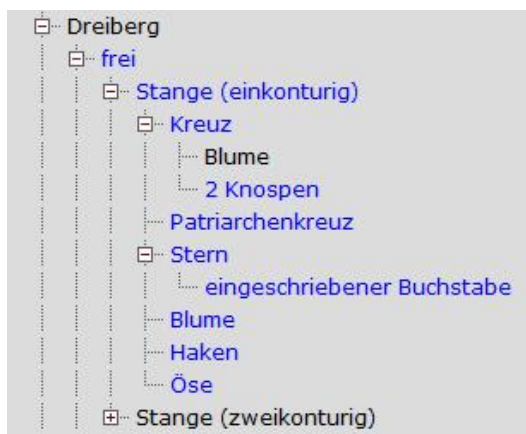 Dreiberg
frei
Stange (einkonturig)
Kreuz
Blume
2 Knospen
Patriarchenkreuz
Stern
eingeschriebener Buchstabe
Blume
Haken
Öse
Stange (zweikonturig)